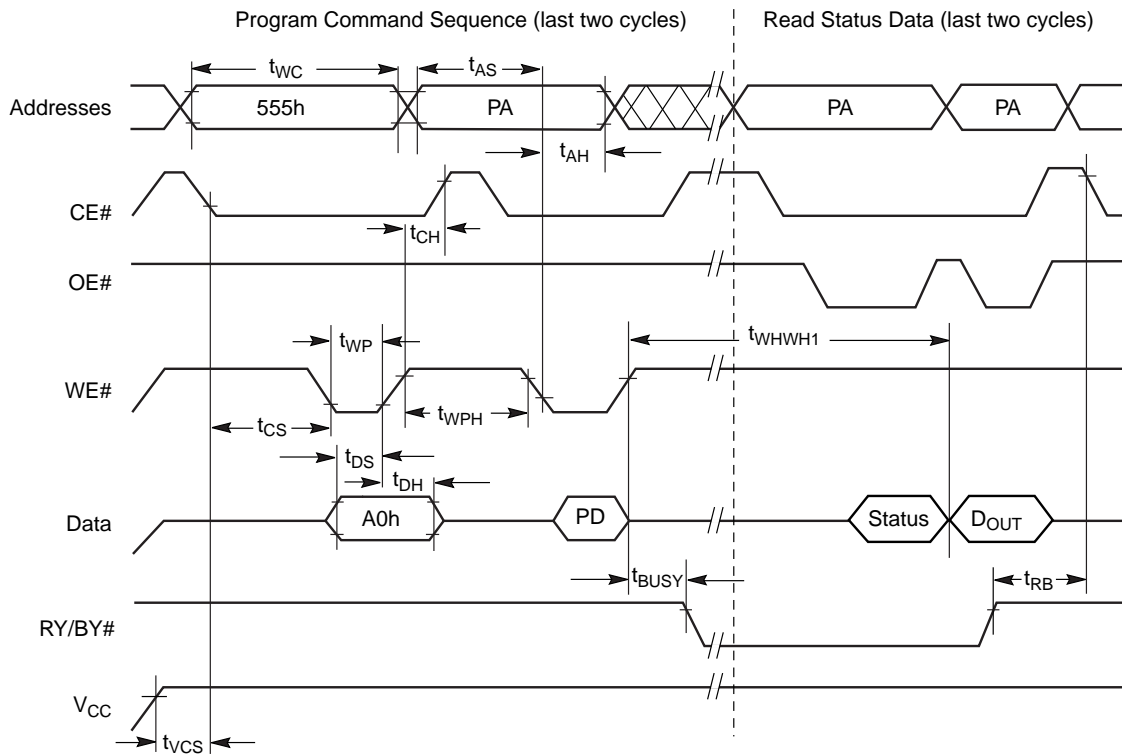 Program Command Sequence (last two cycles)
Read Status Data (last two cycles)
tWC
tAS
Addresses
555h
PA
PA
PA
tAH
CE#
tCH
OE#
tWP
tWHWH1
WE#
tCS
tWPH
tDS
tDH
Data
A0h
PD
Status
DOUT
tBUSY
tRB
RY/BY#
VCC
tVCS